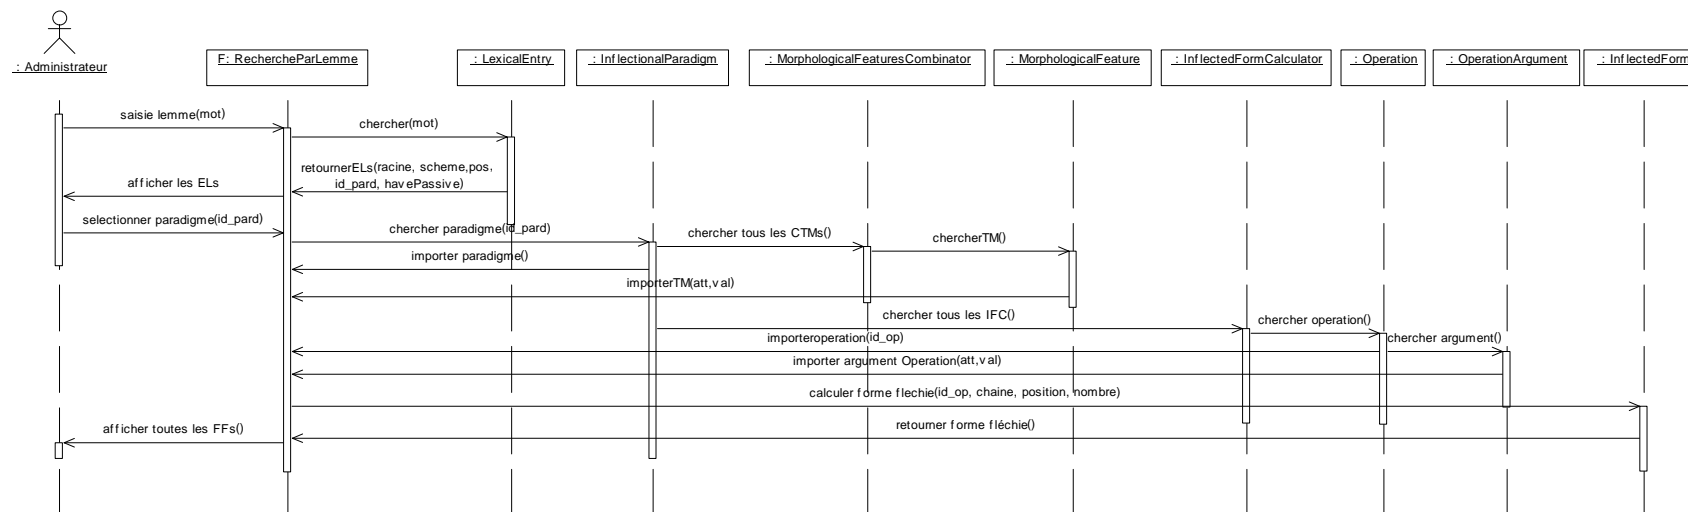 : Administrateur
F: RechercheParLemme
: LexicalEntry
: InflectionalParadigm
: MorphologicalFeaturesCombinator
: MorphologicalFeature
: InflectedFormCalculator
: Operation
: OperationArgument
: InflectedForm
saisie lemme(mot)
chercher(mot)
retournerELs(racine, scheme,pos,
id_pard, havePassive)
afficher les ELs
selectionner paradigme(id_pard)
chercher paradigme(id_pard)
chercher tous les CTMs()
chercherTM()
importer paradigme()
importerTM(att,val)
chercher tous les IFC()
chercher operation()
importeroperation(id_op)
chercher argument()
importer argument Operation(att,val)
calculer forme flechie(id_op, chaine, position, nombre)
afficher toutes les FFs()
retourner forme fléchie()